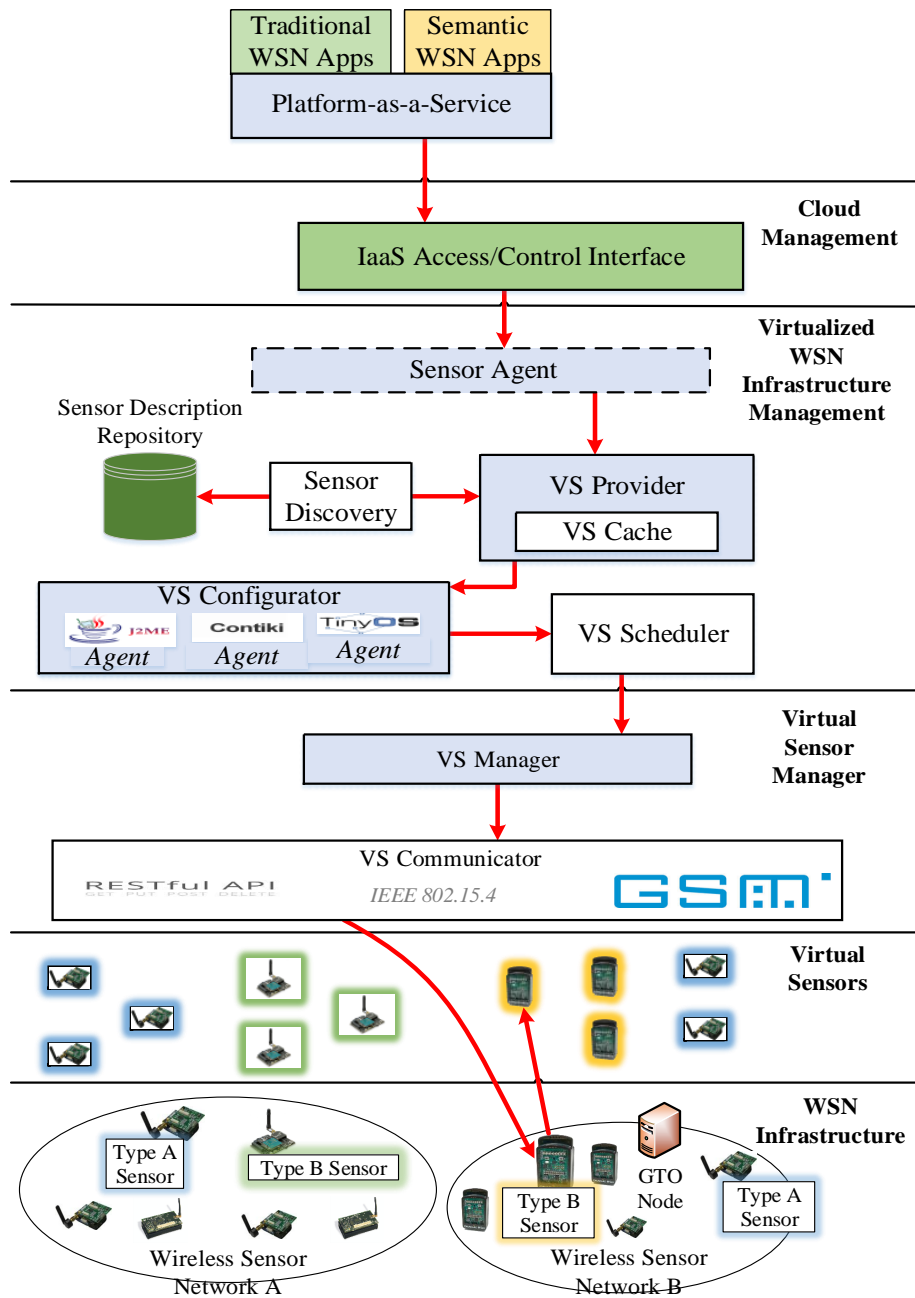 Traditional
WSN Apps
Semantic
WSN Apps
Platform-as-a-Service
Cloud
Management
IaaS Access/Control Interface
Virtualized
WSN
Infrastructure
Management
Sensor Agent
Sensor Description
Repository
Sensor
Discovery
VS Provider
VS Cache
VS Configurator
J2ME
Agent
Contiki
Agent
TinyOS
Agent
VS Scheduler
Virtual
Sensor
Manager
VS Manager
VS Communicator
RESTful API
GET PUT POST DELETE
IEEE 802.15.4
GSM
Virtual
Sensors
WSN
Infrastructure
Type A
Sensor
Type B Sensor
Wireless Sensor
Network A
GTO
Node
Type B
Sensor
Type A
Sensor
Wireless Sensor
Network B